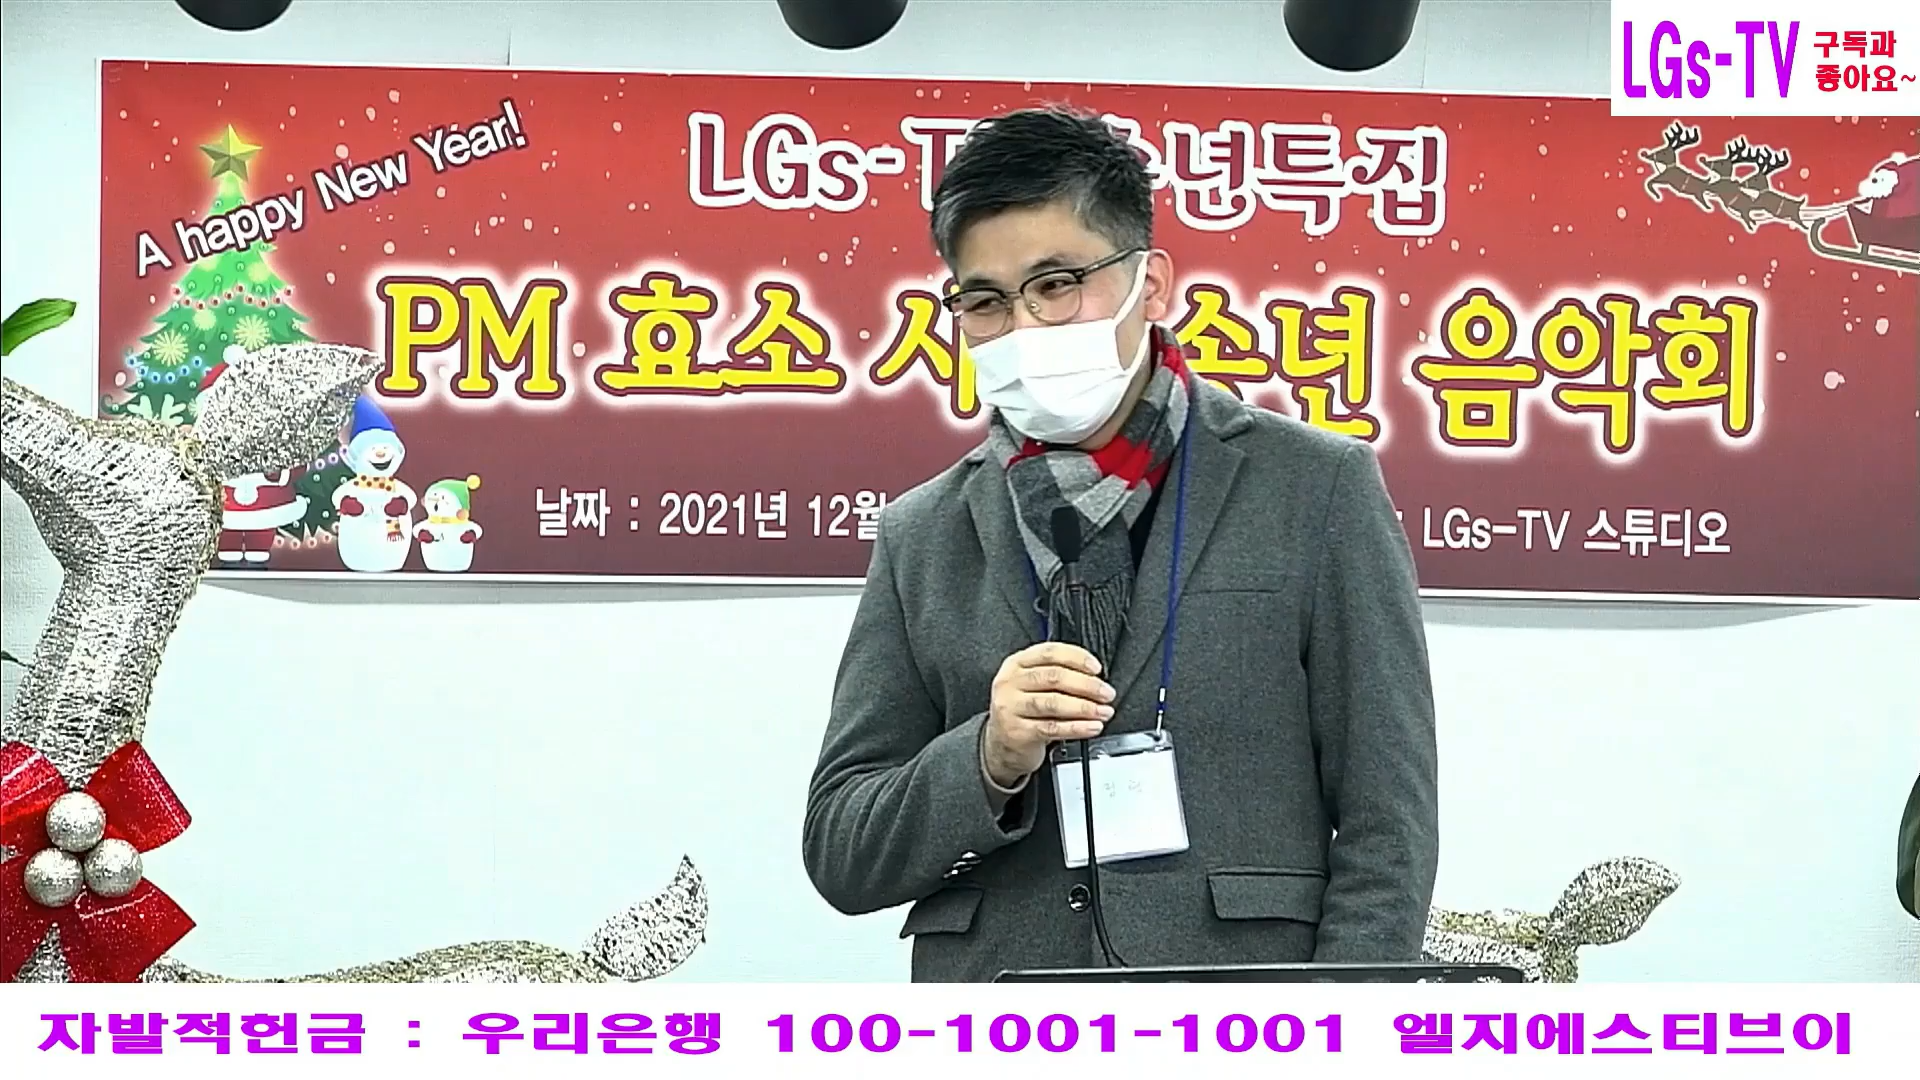 LGs-TV 구독과
좋아요~
A happy New Year!
LGs-T 년특집
PM 효소 송년 음악회
날짜 : 2021년 12월
LGs-TV 스튜디오
자발적헌금 : 우리은행 100-1001-1001 엘지에스티브이